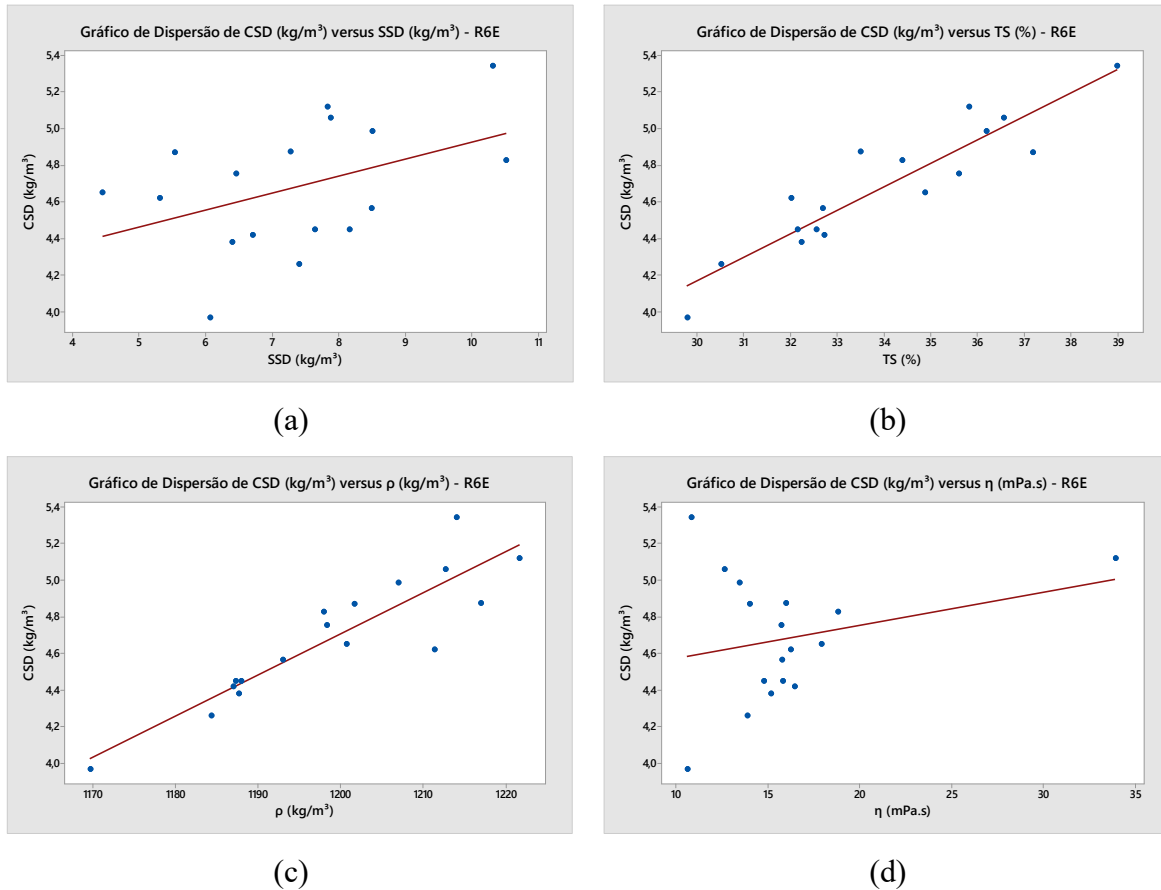 Gráfico de Dispersão de CSD (kg/m³) versus SSD (kg/m³) - R6E
5,4
5,2
5,0
4,8
4,6
4,4
4,2
4,0
CSD (kg/m³)
4 5 6 7 8 9 10 11
SSD (kg/m³)
(a)
Gráfico de Dispersão de CSD (kg/m³) versus TS (%) - R6E
5,4
5,2
5,0
4,8
4,6
4,4
4,2
4,0
CSD (kg/m³)
30 31 32 33 34 35 36 37 38 39
TS (%)
(b)
Gráfico de Dispersão de CSD (kg/m³) versus ρ (kg/m³) - R6E
5,4
5,2
5,0
4,8
4,6
4,4
4,2
4,0
CSD (kg/m³)
1170 1180 1190 1200 1210 1220
ρ (kg/m³)
(c)
Gráfico de Dispersão de CSD (kg/m³) versus η (mPa.s) - R6E
5,4
5,2
5,0
4,8
4,6
4,4
4,2
4,0
CSD (kg/m³)
10 15 20 25 30 35
η (mPa.s)
(d)